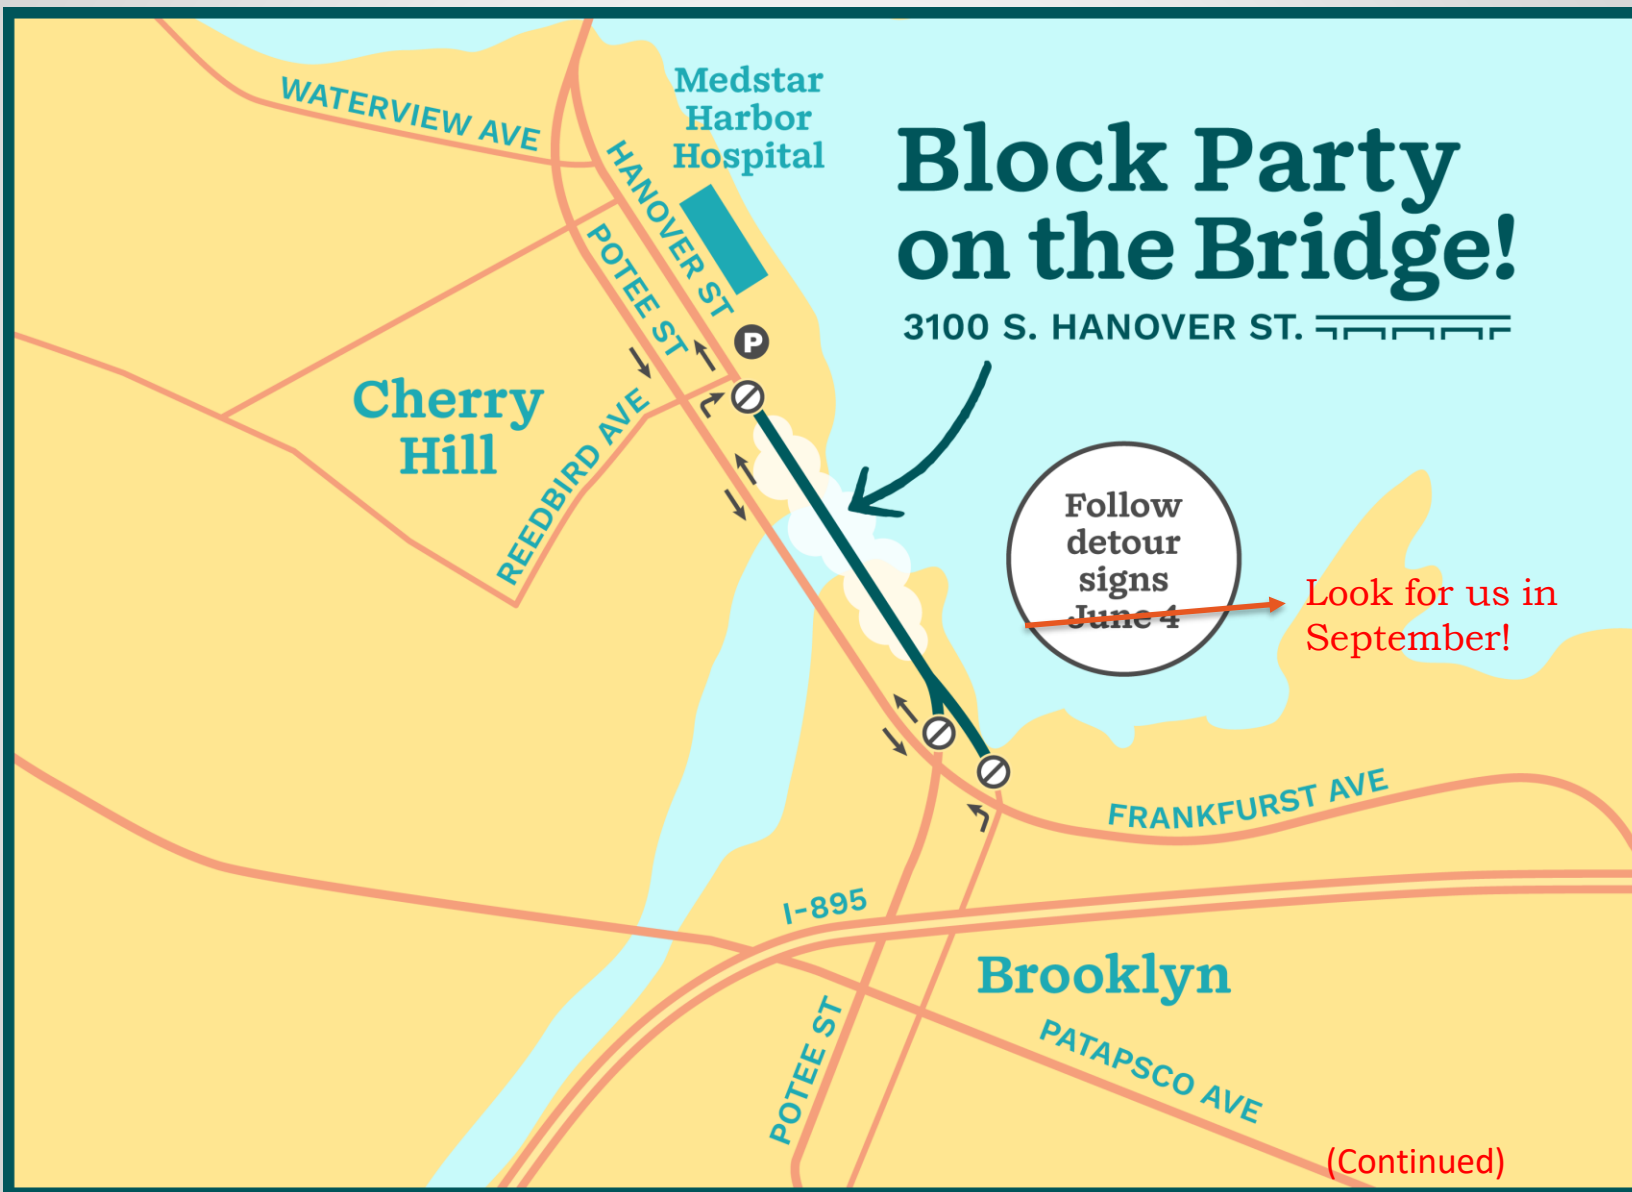 WATERVIEW AVE
Medstar
Harbor
Hospital
HANOVER ST
POTEE ST
Block Party
on the Bridge!
3100 S. HANOVER ST.
P
Cherry
Hill
REEDBIRD AVE
Follow
detour
signs
June 4
Look for us in
September!
FRANKFURST AVE
I-895
Brooklyn
POTEE ST
PATAPSCO AVE
(Continued)